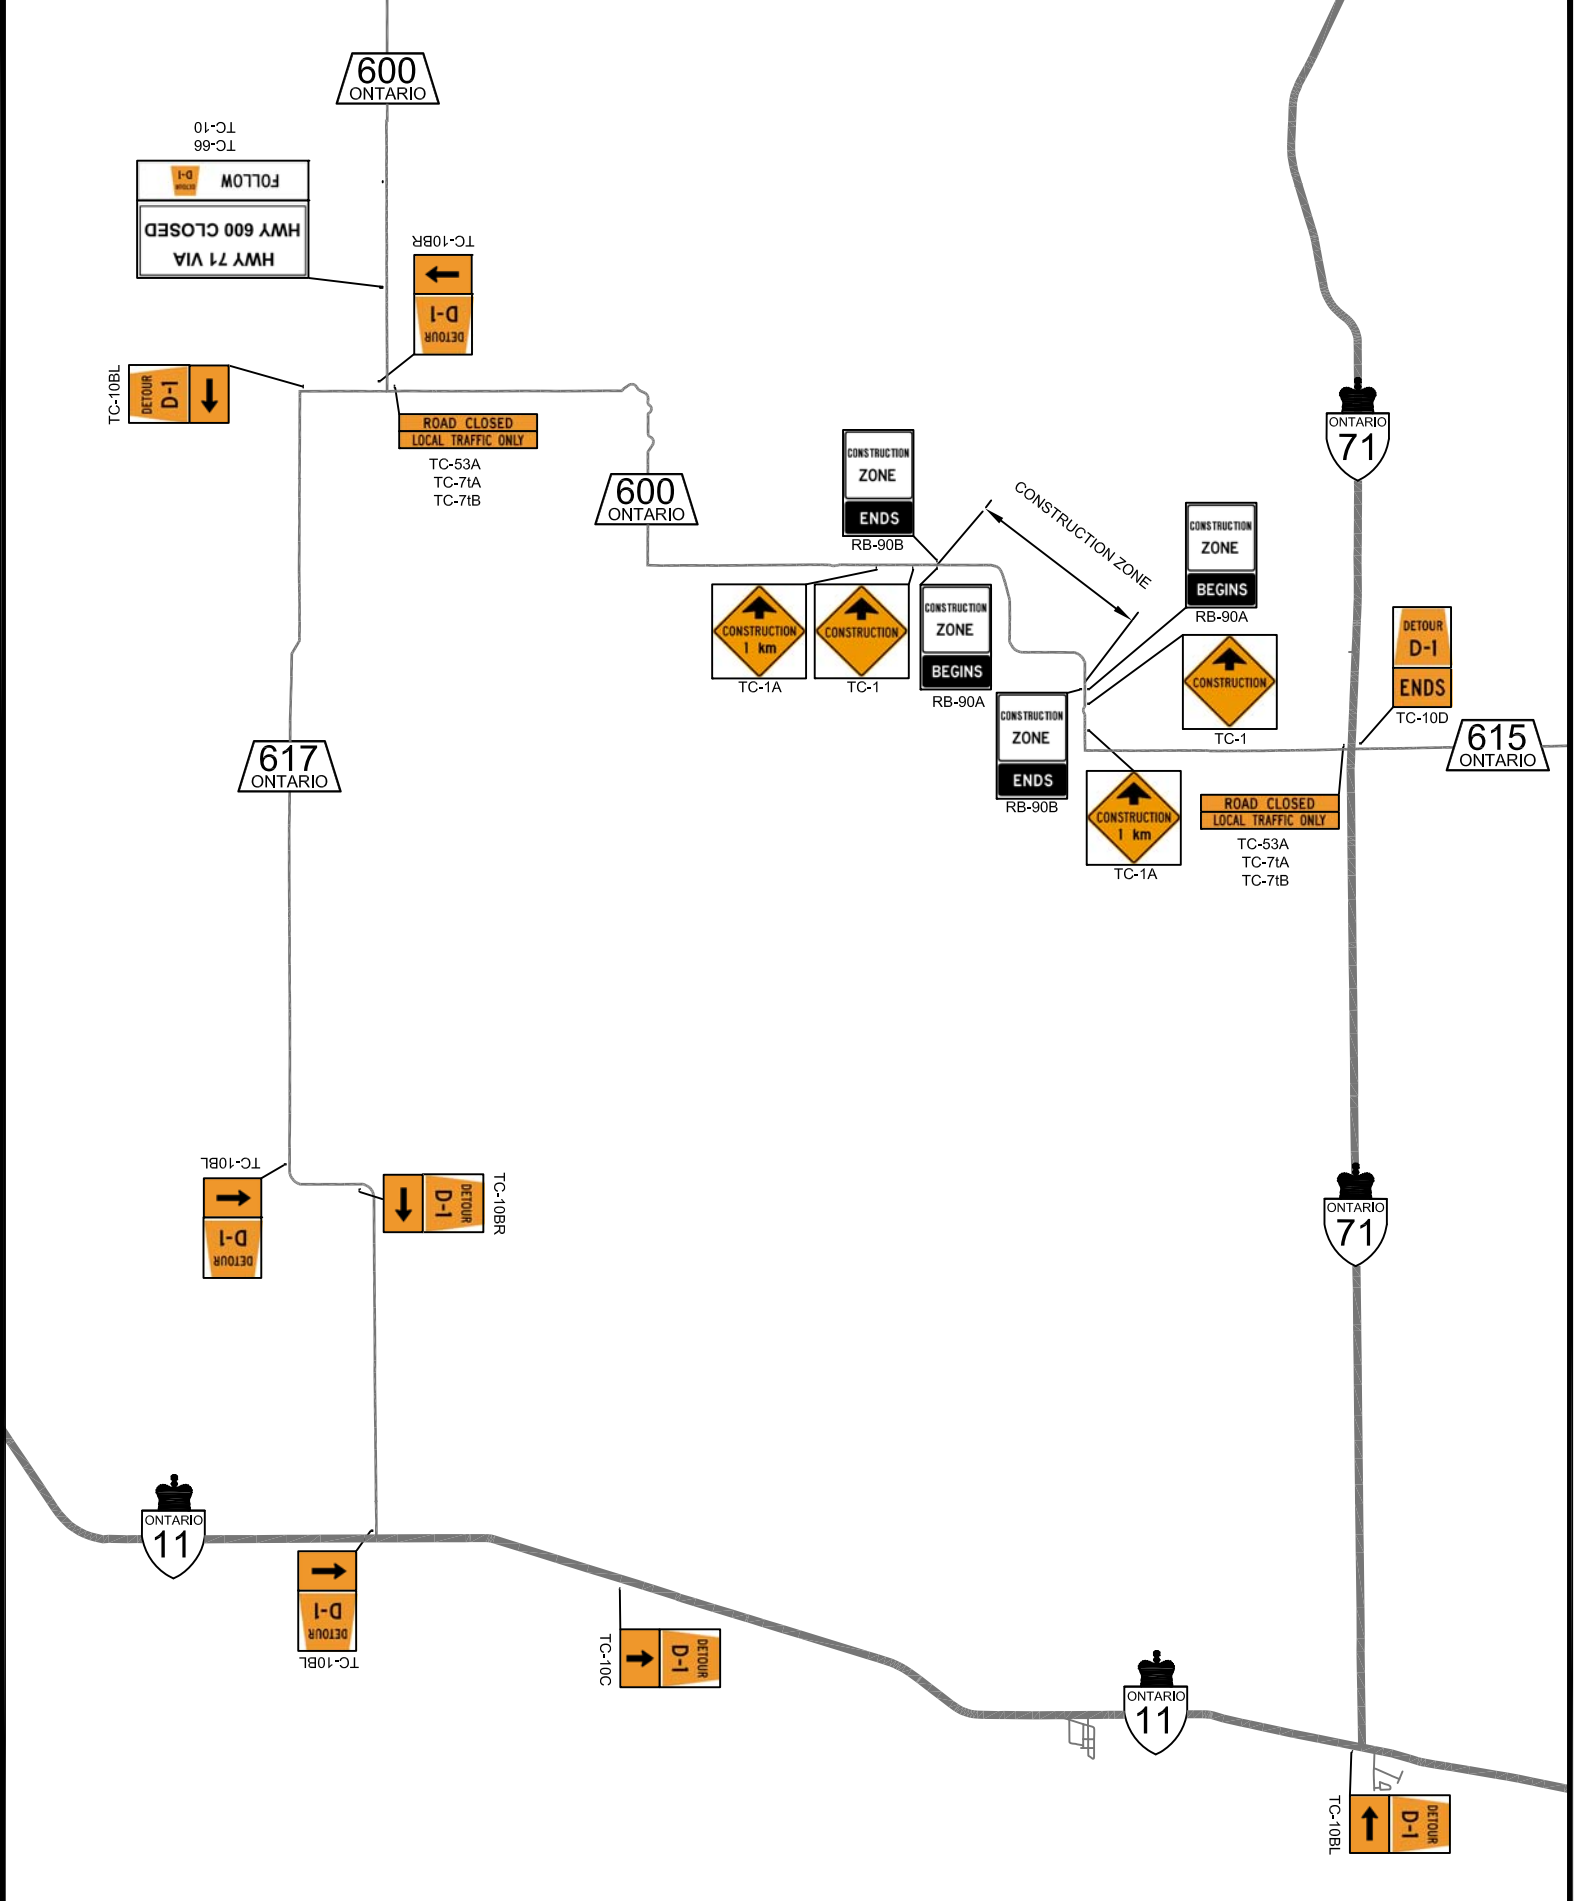 600
ONTARIO
TC-10
TC-66
FOLLOW
DETOUR
D-1
HWY 71 VIA
HWY 600 CLOSED
TC-10BR
DETOUR
D-1
TC-10BL
DETOUR
D-1
ROAD CLOSED
LOCAL TRAFFIC ONLY
TC-53A
TC-7tA
TC-7tB
600
ONTARIO
ONTARIO
71
CONSTRUCTION
ZONE
ENDS
RB-90B
CONSTRUCTION ZONE
CONSTRUCTION
ZONE
BEGINS
RB-90A
CONSTRUCTION
1 km
TC-1A
CONSTRUCTION
TC-1
CONSTRUCTION
ZONE
BEGINS
RB-90A
CONSTRUCTION
TC-1
DETOUR
D-1
ENDS
TC-10D
CONSTRUCTION
ZONE
ENDS
RB-90B
615
ONTARIO
617
ONTARIO
CONSTRUCTION
1 km
TC-1A
ROAD CLOSED
LOCAL TRAFFIC ONLY
TC-53A
TC-7tA
TC-7tB
TC-10BL
DETOUR
D-1
DETOUR
D-1
TC-10BR
ONTARIO
71
ONTARIO
11
DETOUR
D-1
TC-10BL
TC-10C
DETOUR
D-1
ONTARIO
11
TC-10BL
DETOUR
D-1